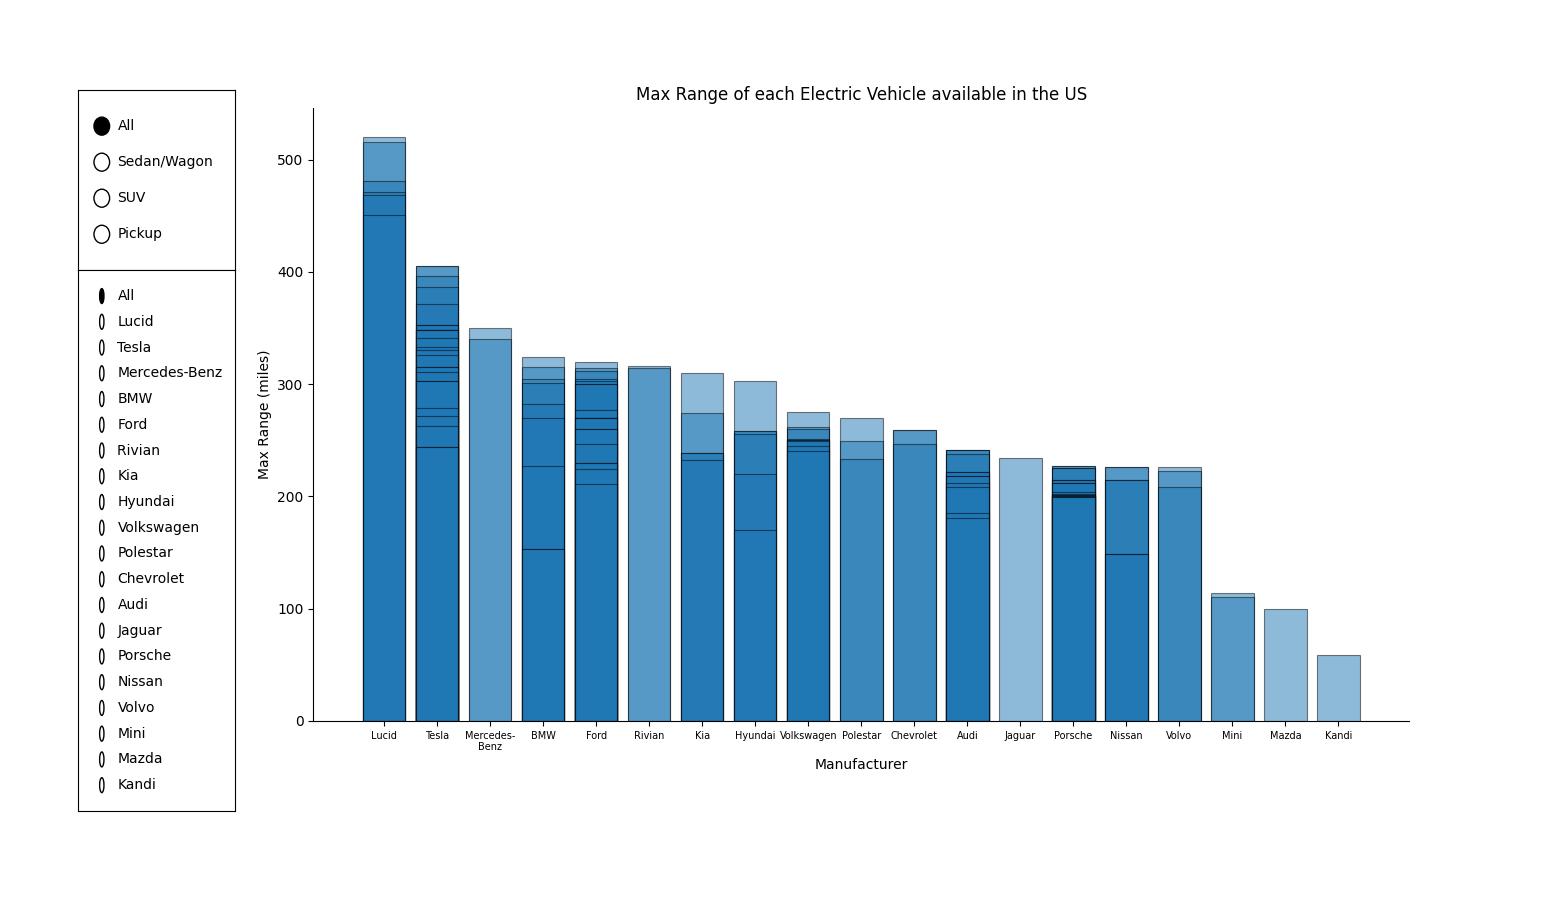 Max Range of each Electric Vehicle available in the US
All
Sedan/Wagon
SUV
Pickup
All
Lucid
Tesla
Mercedes-Benz
BMW
Ford
Rivian
Kia
Hyundai
Volkswagen
Polestar
Chevrolet
Audi
Jaguar
Porsche
Nissan
Volvo
Mini
Mazda
Kandi
Max Range (miles)
500
400
300
200
100
0
Lucid Tesla Mercedes- BMW Ford Rivian Kia Hyundai Volkswagen Polestar Chevrolet Audi Jaguar Porsche Nissan Volvo Mini Mazda Kandi
Benz
Manufacturer